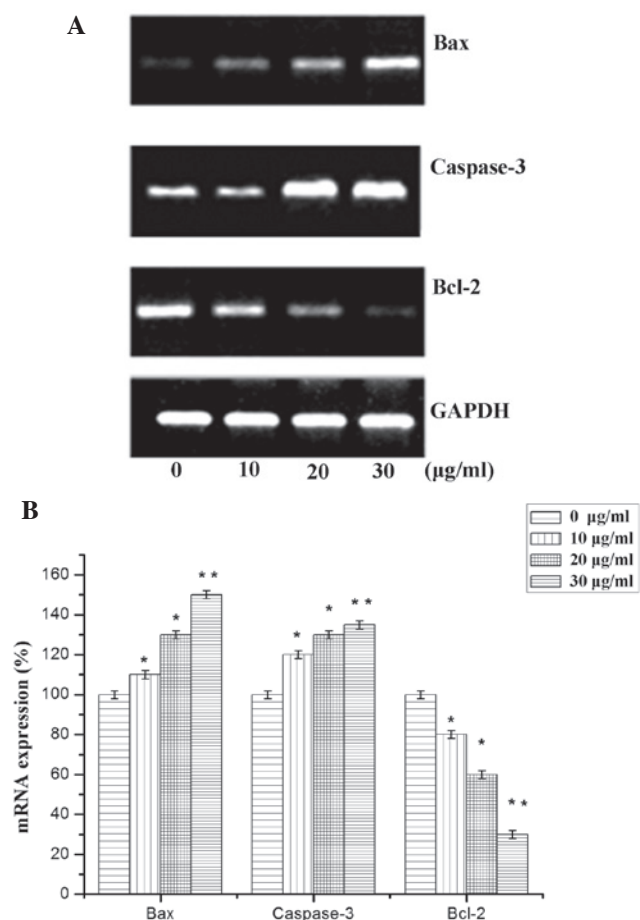 A
Bax
Caspase-3
Bcl-2
GAPDH
0 10 20 30 (µg/ml)
B
0 µg/ml
10 µg/ml
20 µg/ml
30 µg/ml
mRNA expression (%)
160
140
120
100
80
60
40
20
0
* * * *
* * * *
* * * *
Bax Caspase-3 Bcl-2